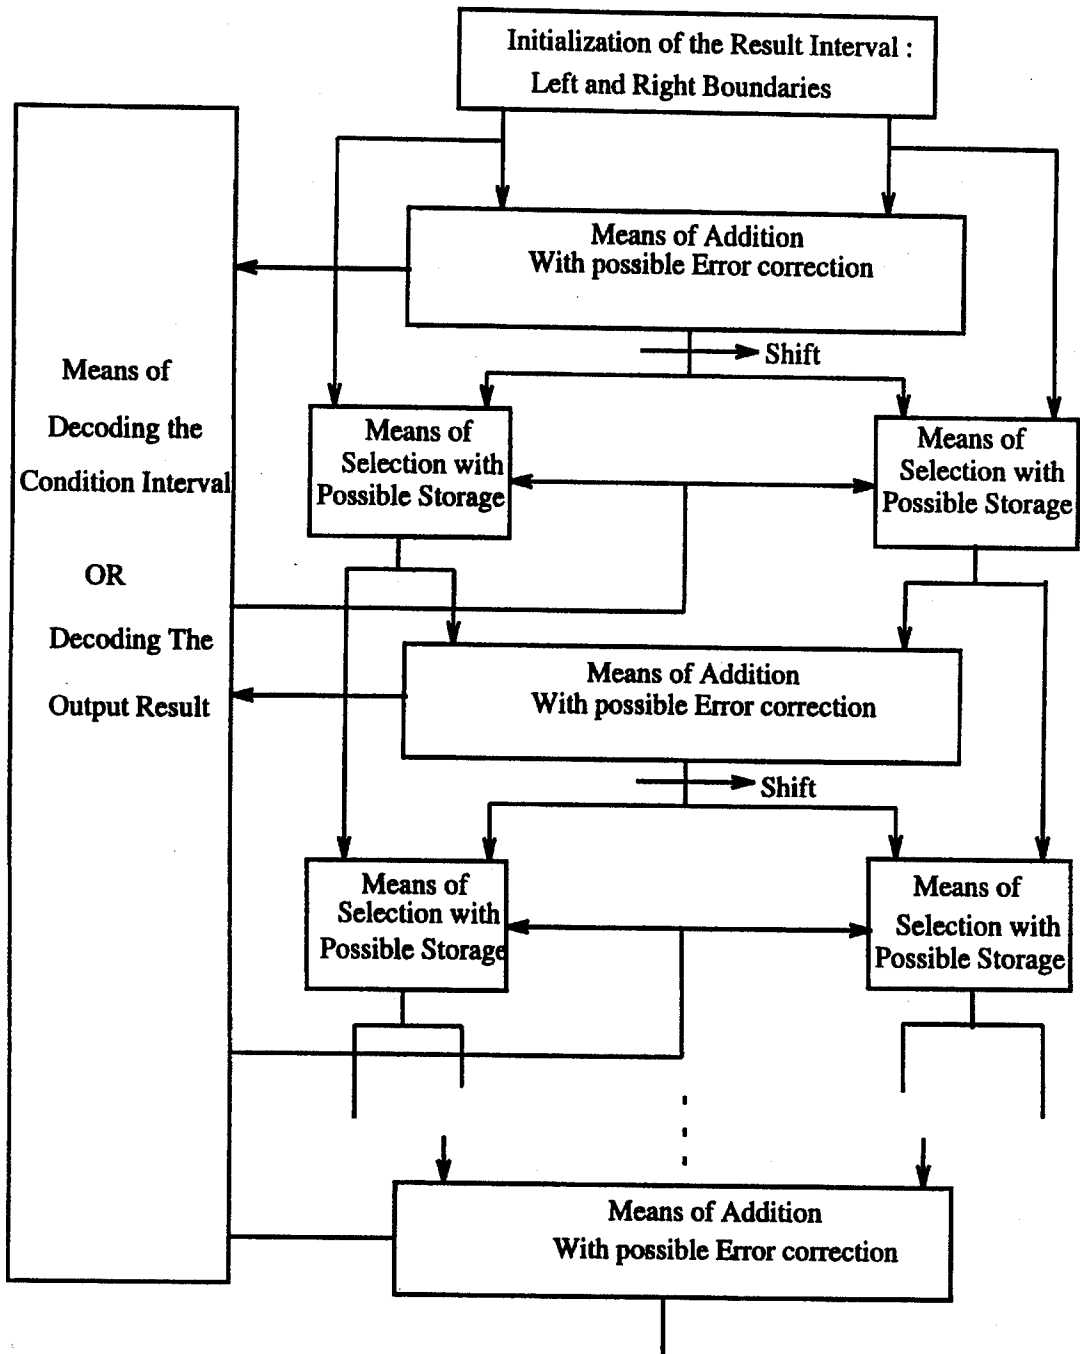 Initialization of the Result Interval :
Left and Right Boundaries
Means of Addition
With possible Error correction
Shift
Means of
Decoding the
Condition Interval
OR
Decoding The
Output Result
Means of
Selection with
Possible Storage
Means of
Selection with
Possible Storage
Means of Addition
With possible Error correction
Shift
Means of
Selection with
Possible Storage
Means of
Selection with
Possible Storage
Means of Addition
With possible Error correction